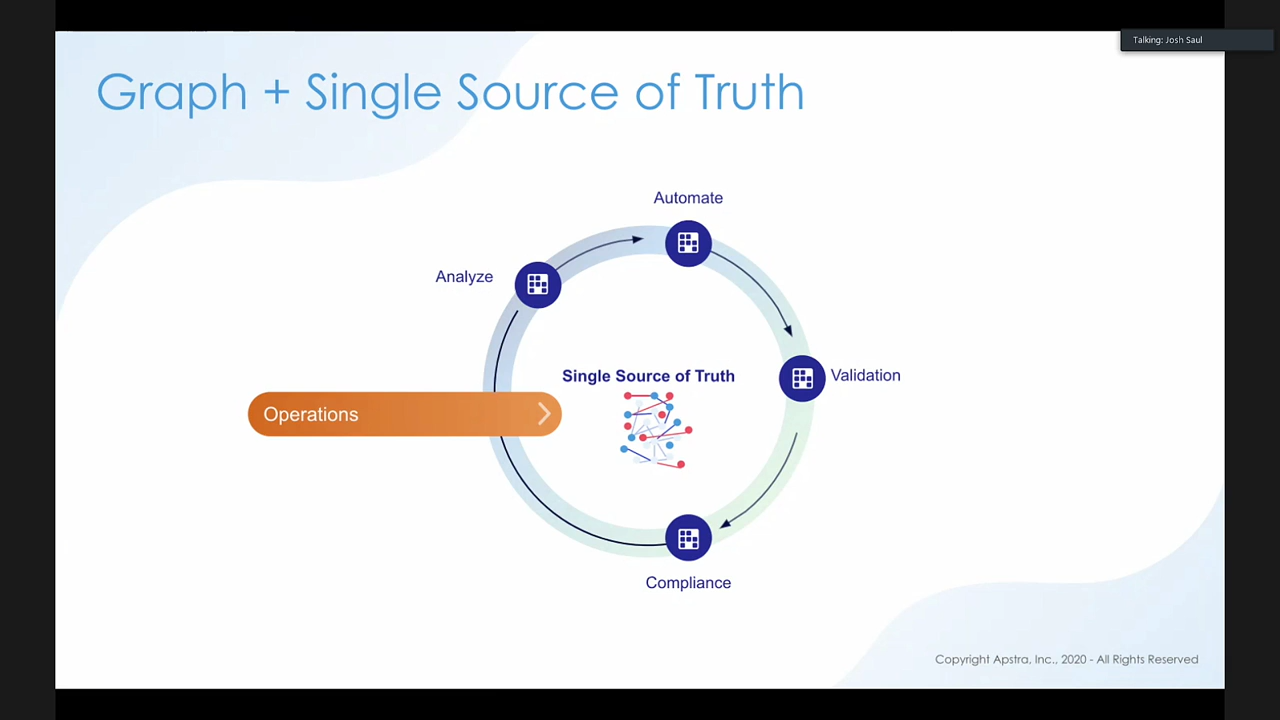 Talking: Josh Saul
Graph + Single Source of Truth
Automate
Analyze
Single Source of Truth
Validation
Operations
Compliance
Copyright Apstra, Inc., 2020 - All Rights Reserved